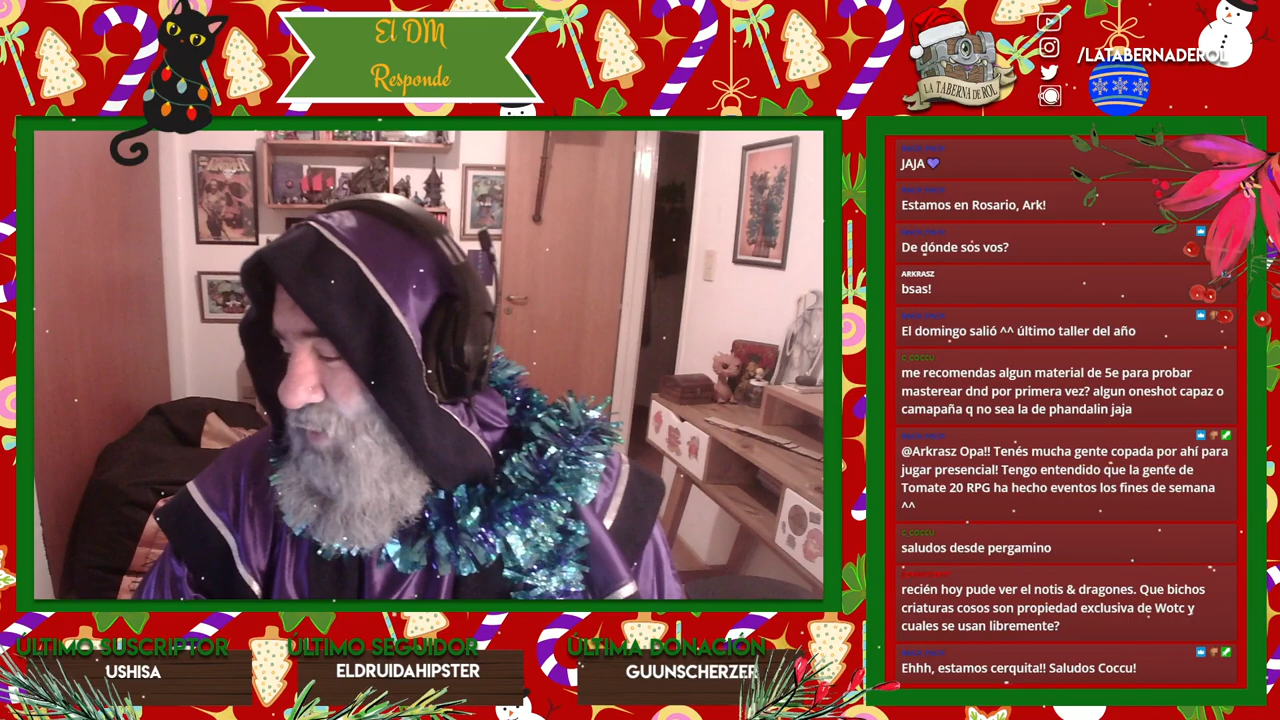 El DM
Responde
LA TABERNA DE ROL
/LATABERNADEROL
JAJA💜
Estamos en Rosario, Ark!
De dónde sos vos?
ARKRASZ
bsas!
El domingo salió ^^ último taller del año
C_COCCU
me recomendas algun material de 5e para probar
masterear dnd por primera vez? algun oneshot capaz o
camapaña q no sea la de phandalin jaja
@Arkrasz Opa!! Tenés mucha gente copada por ahí para
jugar presencial! Tengo entendido que la gente de
Tomate 20 RPG ha hecho eventos los fines de semana
^^
C_COCCU
saludos desde pergamino
recién hoy pude ver el notis & dragones. Que bichos
criaturas cosos son propiedad exclusiva de Wotc y
cuales se usan libremente?
Ehhh, estamos cerquita!! Saludos Coccu!
ÚLTIMO SUSCRIPTOR
USHISA
ÚLTIMO SEGUIDOR
ELDRUIDAHIPSTER
ÚLTIMA DONACIÓN
GUUNSCHERZER